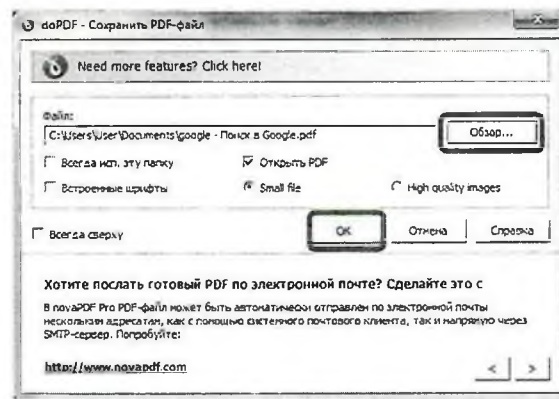 doPDF - Сохранить PDF-файл
Need more features? Click here!
Файл:
C:\Users\User\Documents\google - Поиск в Google.pdf
Обзор...
Всегда исп. эту папку
Открыть PDF
Встроенные шрифты
Small file
High quality images
Всегда сверху
OK
Отмена
Справка
Хотите послать готовый PDF по электронной почте? Сделайте это с
В novaPDF Pro PDF-файл может быть автоматически отправлен по электронной почты
нескольким адресатам, как с помощью системного почтового клиента, так и напрямую через
SMTP-сервер. Попробуйте:
http://www.novapdf.com
< >